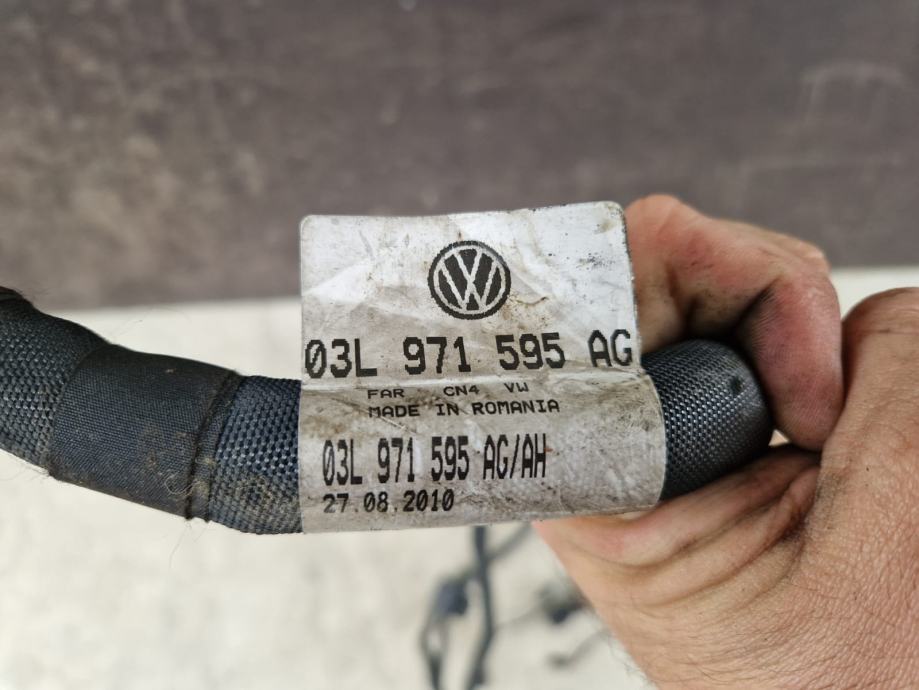 03L 971 595 AG
FAR CN4 VW
MADE IN ROMANIA
03L 971 595 AG/AH
27.08.2010